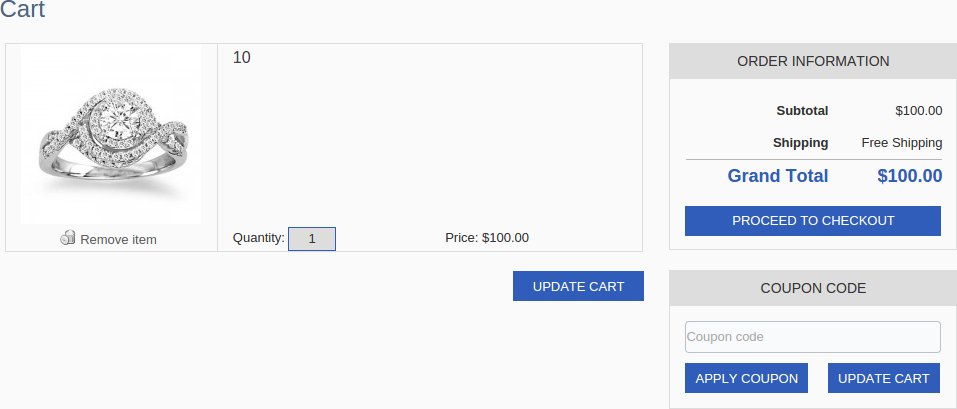 Cart
10
Remove item
Quantity: 1
Price: $100.00
UPDATE CART
ORDER INFORMATION
Subtotal $100.00
Shipping Free Shipping
Grand Total $100.00
PROCEED TO CHECKOUT
COUPON CODE
Coupon code
APPLY COUPON
UPDATE CART